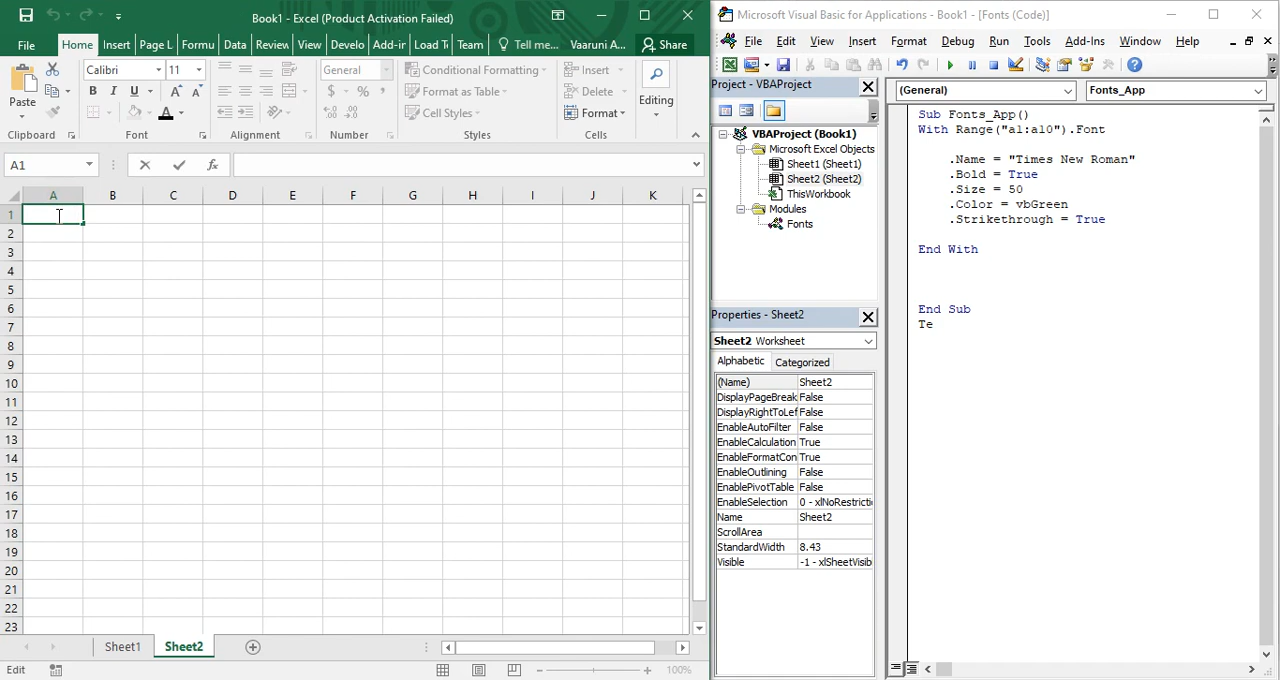 Book1 - Excel (Product Activation Failed)
File Home Insert Page L Formu Data Review View Develo Add-ir Load T Team Tell me... Vaaruni A... Share
Paste
Clipboard
Calibri 11
B I U A A
A
Font
Alignment
General
$ % ,
Number
Conditional Formatting
Format as Table
Cell Styles
Styles
Insert
Delete
Format
Cells
Editing
A1
fx
A B C D E F G H I J K
1
2
3
4
5
6
7
8
9
10
11
12
13
14
15
16
17
18
19
20
21
22
23
Sheet1 Sheet2
Edit
100%
Microsoft Visual Basic for Applications - Book1 - [Fonts (Code)]
File Edit View Insert Format Debug Run Tools Add-Ins Window Help
Project - VBAProject
VBAProject (Book1)
Microsoft Excel Objects
Sheet1 (Sheet1)
Sheet2 (Sheet2)
ThisWorkbook
Modules
Fonts
Properties - Sheet2
Sheet2 Worksheet
Alphabetic Categorized
(Name) Sheet2
DisplayPageBreak False
DisplayRightToLef False
EnableAutoFilter False
EnableCalculation True
EnableFormatCon True
EnableOutlining False
EnablePivotTable False
EnableSelection 0 - xlNoRestricti
Name Sheet2
ScrollArea
StandardWidth 8.43
Visible -1 - xlSheetVisib
(General) Fonts_App
Sub Fonts_App()
With Range("a1:a10").Font
.Name = "Times New Roman"
.Bold = True
.Size = 50
.Color = vbGreen
.Strikethrough = True
End With
End Sub
Te